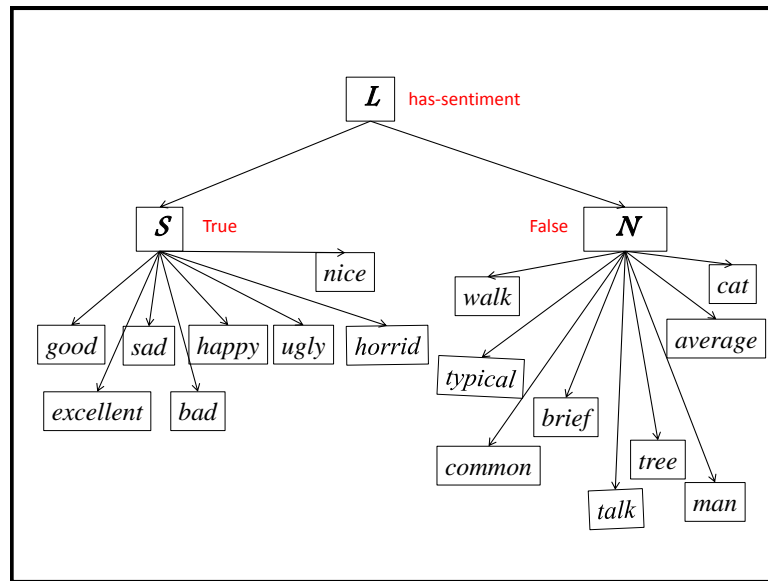 L has-sentiment
S True False N
nice
cat
walk
good sad happy ugly horrid
average
typical
excellent bad
brief
common
tree
man
talk